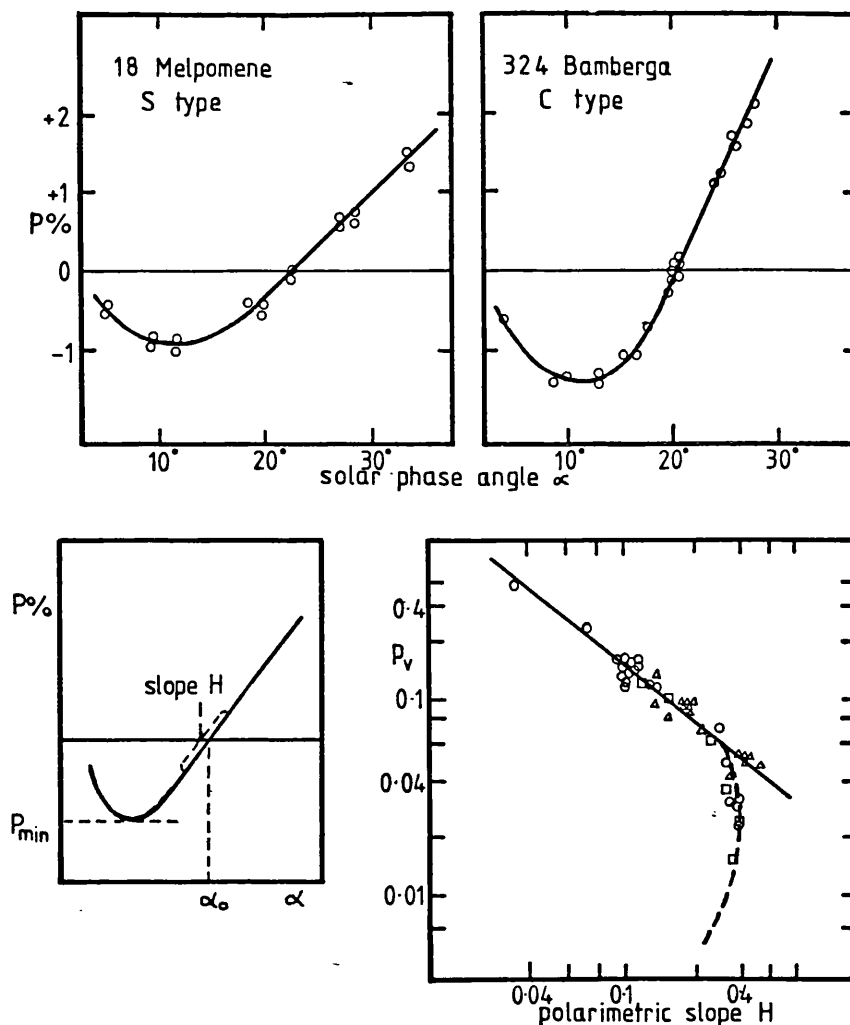 18 Melpomene
S type
324 Bamberga
C type
+2
+1
P%
0
-1
10°
20°
30°
10°
20°
30°
solar phase angle α
P%
slope H
Pmin
α₀
α
0·4
pv
0·1
0·04
0·01
0·04
0·1
0·4
polarimetric slope H